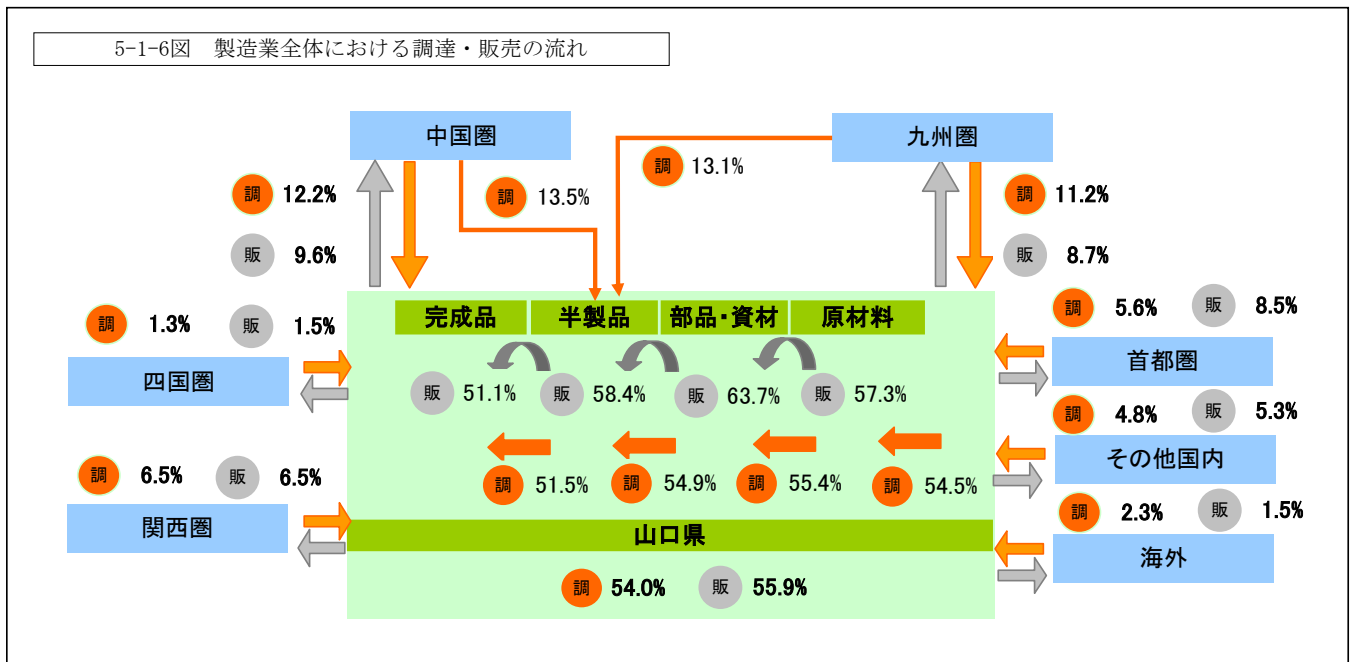 5-1-6図 製造業全体における調達・販売の流れ
中国圏
九州圏
調 13.1%
調 12.2%
調 13.5%
調 11.2%
販 9.6%
販 8.7%
調 1.3% 販 1.5%
四国圏
調 5.6% 販 8.5%
首都圏
完成品 半製品 部品・資材 原材料
販 51.1% 販 58.4% 販 63.7% 販 57.3%
調 4.8% 販 5.3%
その他国内
調 6.5% 販 6.5%
関西圏
調 51.5% 調 54.9% 調 55.4% 調 54.5%
調 2.3% 販 1.5%
海外
山口県
調 54.0% 販 55.9%